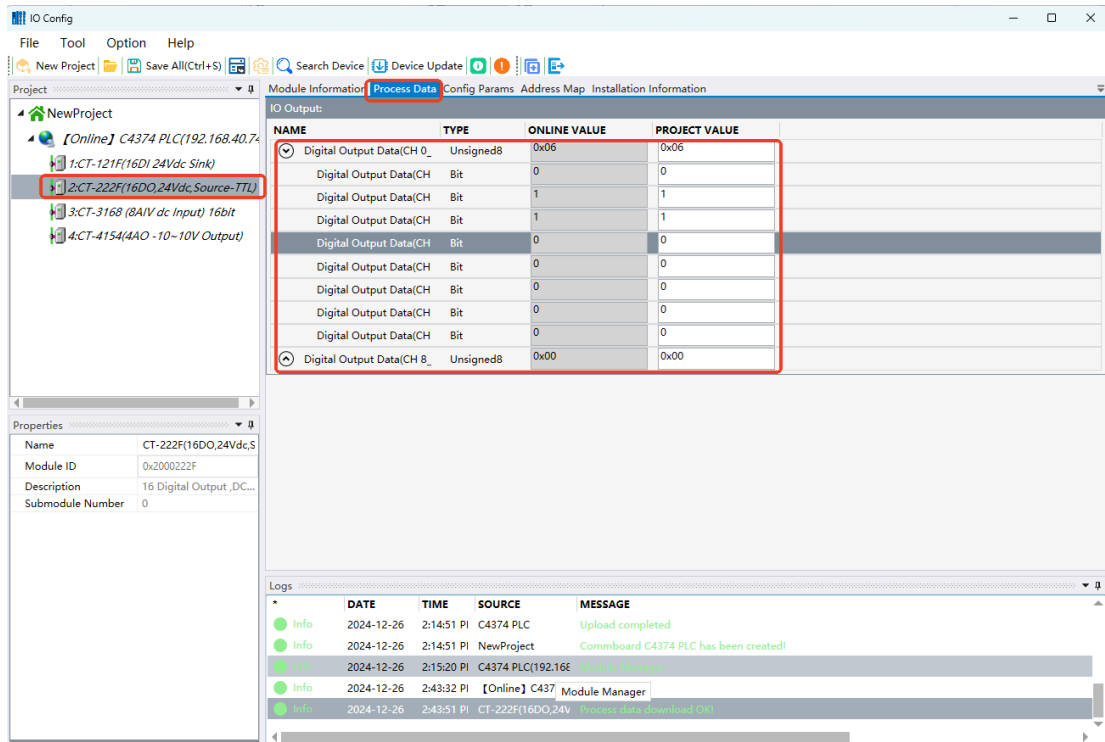 IO Config
File Tool Option Help
New Project Save All(Ctrl+S) Search Device Device Update
Project
Module Information Process Data Config Params Address Map Installation Information
NewProject
【Online】C4374 PLC(192.168.40.74
1:CT-121F(16DI 24Vdc Sink)
2:CT-222F(16DO,24Vdc,Source-TTL)
3:CT-3168 (8AIV dc Input) 16bit
4:CT-4154(4AO -10~10V Output)
IO Output:
NAME TYPE ONLINE VALUE PROJECT VALUE
Digital Output Data(CH 0_ Unsigned8 0x06 0x06
Digital Output Data(CH Bit 0 0
Digital Output Data(CH Bit 1 1
Digital Output Data(CH Bit 1 1
Digital Output Data(CH Bit 0 0
Digital Output Data(CH Bit 0 0
Digital Output Data(CH Bit 0 0
Digital Output Data(CH Bit 0 0
Digital Output Data(CH Bit 0 0
Digital Output Data(CH 8_ Unsigned8 0x00 0x00
Properties
Name CT-222F(16DO,24Vdc,S
Module ID 0x2000222F
Description 16 Digital Output ,DC...
Submodule Number 0
Logs
* DATE TIME SOURCE MESSAGE
Info 2024-12-26 2:14:51 PI C4374 PLC Upload completed
Info 2024-12-26 2:14:51 PI NewProject Commboard C4374 PLC has been created!
Info 2024-12-26 2:15:20 PI C4374 PLC(192.168
Info 2024-12-26 2:43:32 PI 【Online】C437
Module Manager
Info 2024-12-26 2:43:51 PI CT-222F(16DO,24V Process data download OK!